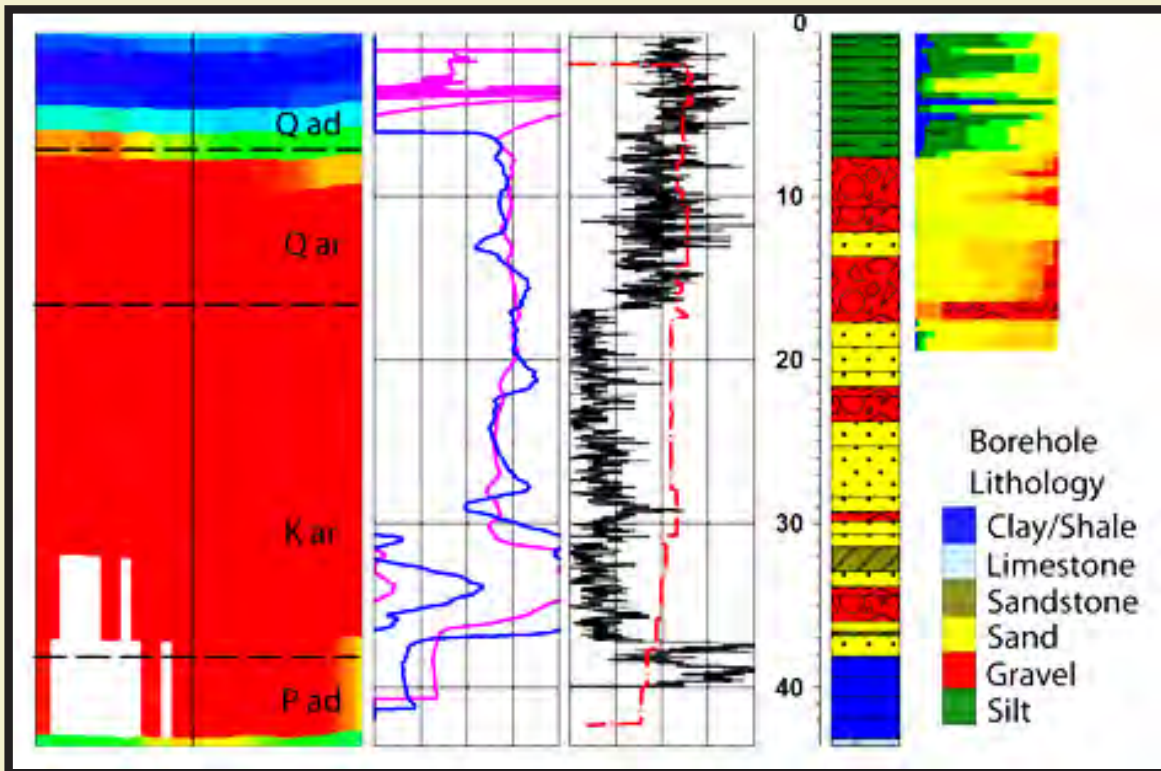 0
10
20
30
40
Q ad
Q ar
K ar
P ad
Borehole
Lithology
Clay/Shale
Limestone
Sandstone
Sand
Gravel
Silt